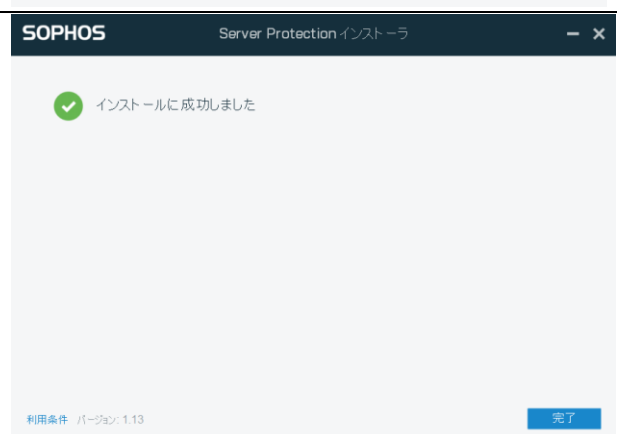 SOPHOS Server Protection インストーラ
インストールに成功しました
利用条件 バージョン: 1.13 完了